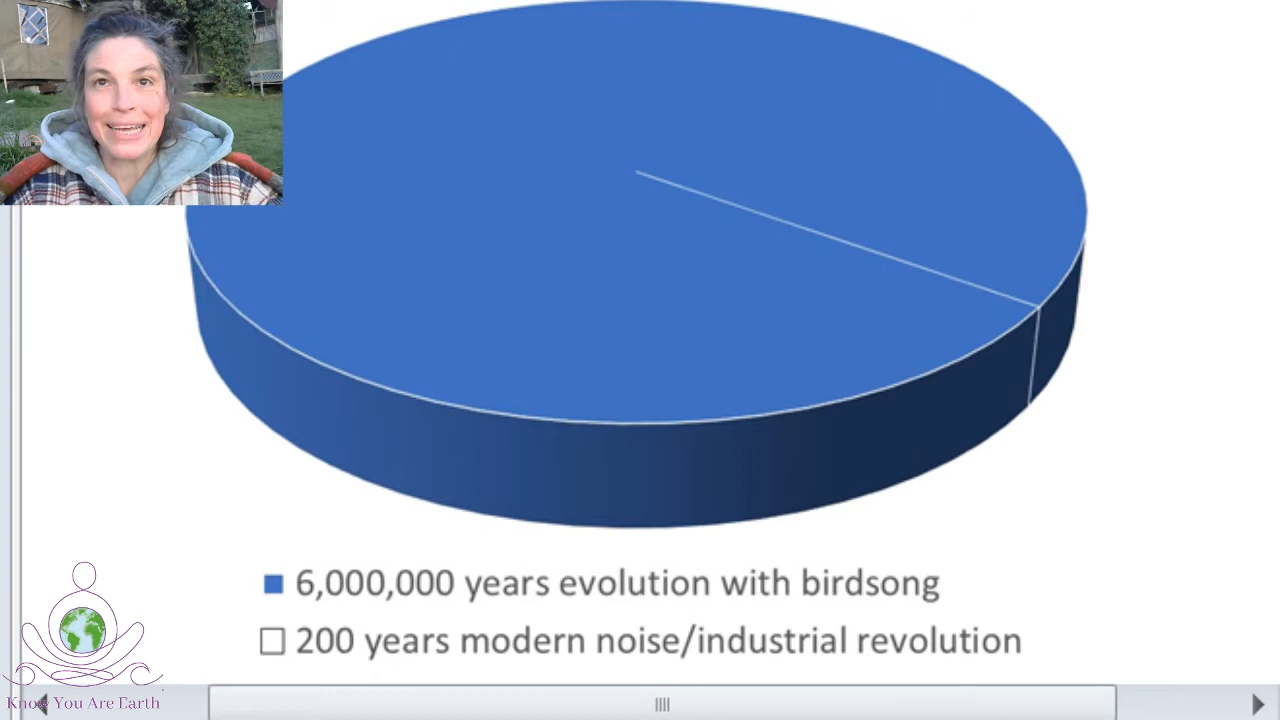 6,000,000 years evolution with birdsong
200 years modern noise/industrial revolution
Know You Are Earth